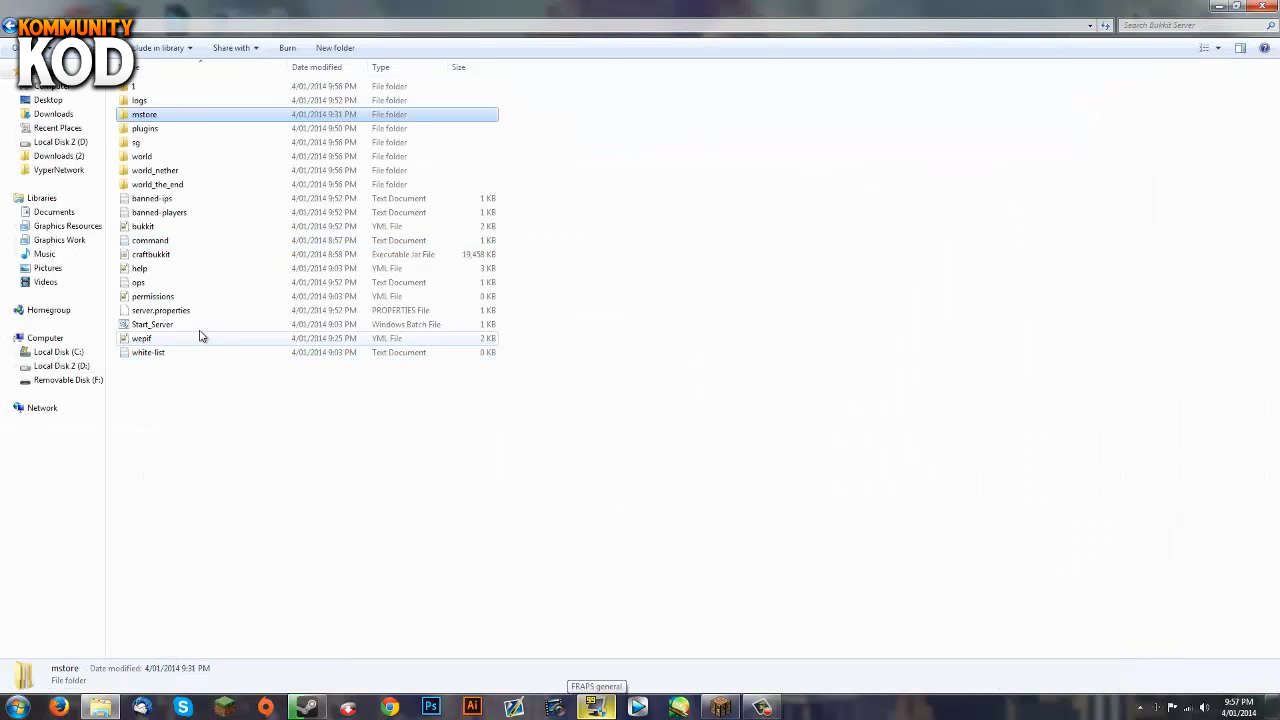 KOMMUNITY
KOD
Search Bukkit Server
include in library
Share with
Burn
New folder
Date modified
Type
Size
1 4/01/2014 9:56 PM File folder
logs 4/01/2014 9:52 PM File folder
mstore 4/01/2014 9:31 PM File folder
plugins 4/01/2014 9:50 PM File folder
sg 4/01/2014 9:56 PM File folder
world 4/01/2014 9:56 PM File folder
world_nether 4/01/2014 9:56 PM File folder
world_the_end 4/01/2014 9:56 PM File folder
banned-ips 4/01/2014 9:52 PM Text Document 1 KB
banned-players 4/01/2014 9:52 PM Text Document 1 KB
bukkit 4/01/2014 9:52 PM YML File 2 KB
command 4/01/2014 8:57 PM Text Document 1 KB
craftbukkit 4/01/2014 8:58 PM Executable Jar File 19,458 KB
help 4/01/2014 9:03 PM YML File 3 KB
ops 4/01/2014 9:52 PM Text Document 1 KB
permissions 4/01/2014 9:03 PM YML File 0 KB
server.properties 4/01/2014 9:52 PM PROPERTIES File 1 KB
Start_Server 4/01/2014 9:03 PM Windows Batch File 1 KB
wepif 4/01/2014 9:25 PM YML File 2 KB
white-list 4/01/2014 9:03 PM Text Document 0 KB
Computer
Desktop
Downloads
Recent Places
Local Disk 2 (D)
Downloads (2)
VyperNetwork
Libraries
Documents
Graphics Resources
Graphics Work
Music
Pictures
Videos
Homegroup
Computer
Local Disk (C:)
Local Disk 2 (D:)
Removable Disk (F:)
Network
mstore Date modified: 4/01/2014 9:31 PM
File folder
FRAPS general
Ps
Ai
9:57 PM
4/01/2014